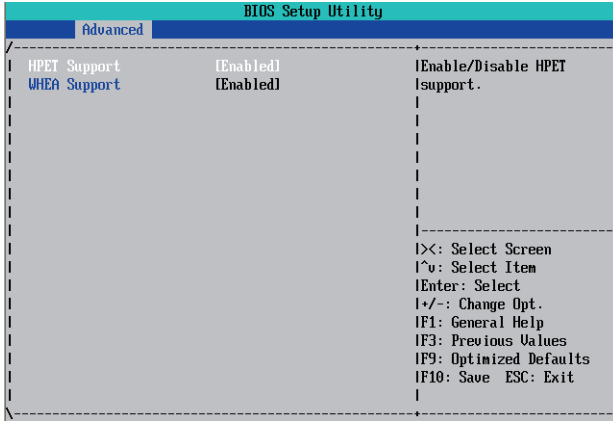 BIOS Setup Utility
Advanced
HPET Support [Enabled]
WHEA Support [Enabled]
Enable/Disable HPET
support.
><: Select Screen
^v: Select Item
Enter: Select
+/-: Change Opt.
F1: General Help
F3: Previous Values
F9: Optimized Defaults
F10: Save ESC: Exit